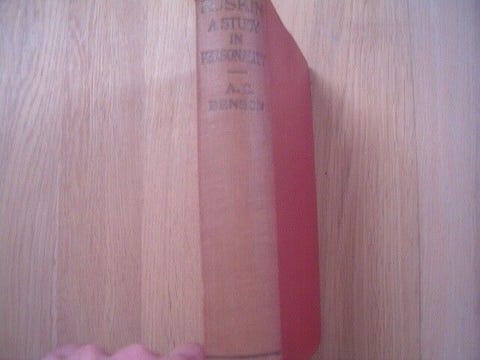 RUSKIN
A STUDY
IN
PERSONALITY
A.C.
BENSON